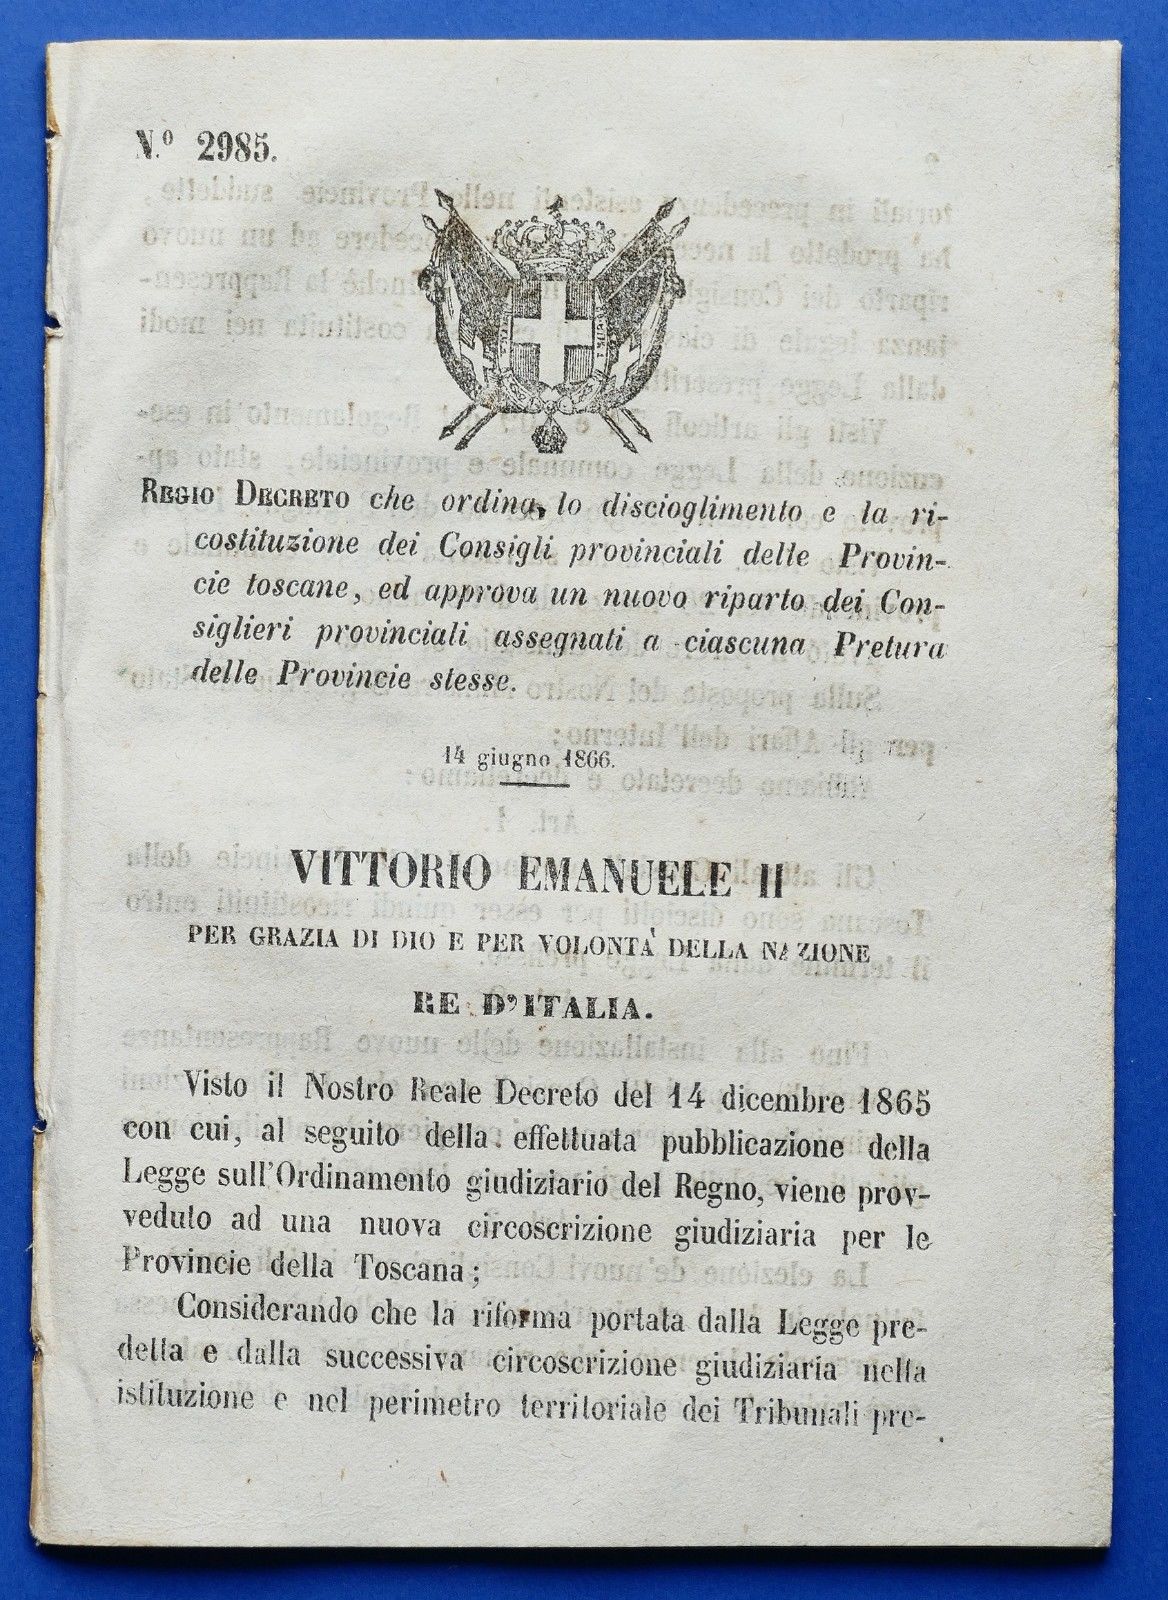 N.º 2985.
REGIO DECRETO che ordina, lo discioglimento e la ri-
costituzione dei Consigli provinciali delle Provin-
cie toscane, ed approva un nuovo riparto dei Con-
siglieri provinciali assegnati a ciascuna Pretura
delle Provincie stesse.
14 giugno 1866.
VITTORIO EMANUELE II
PER GRAZIA DI DIO E PER VOLONTA' DELLA NAZIONE
RE D'ITALIA.
Visto il Nostro Reale Decreto del 14 dicembre 1865
con cui, al seguito della effettuata pubblicazione della
Legge sull'Ordinamento giudiziario del Regno, viene prov-
veduto ad una nuova circoscrizione giudiziaria per le
Provincie della Toscana;
Considerando che la riforma portata dalla Legge pre-
detta e dalla successiva circoscrizione giudiziaria nella
istituzione e nel perimetro territoriale dei Tribunali pre-